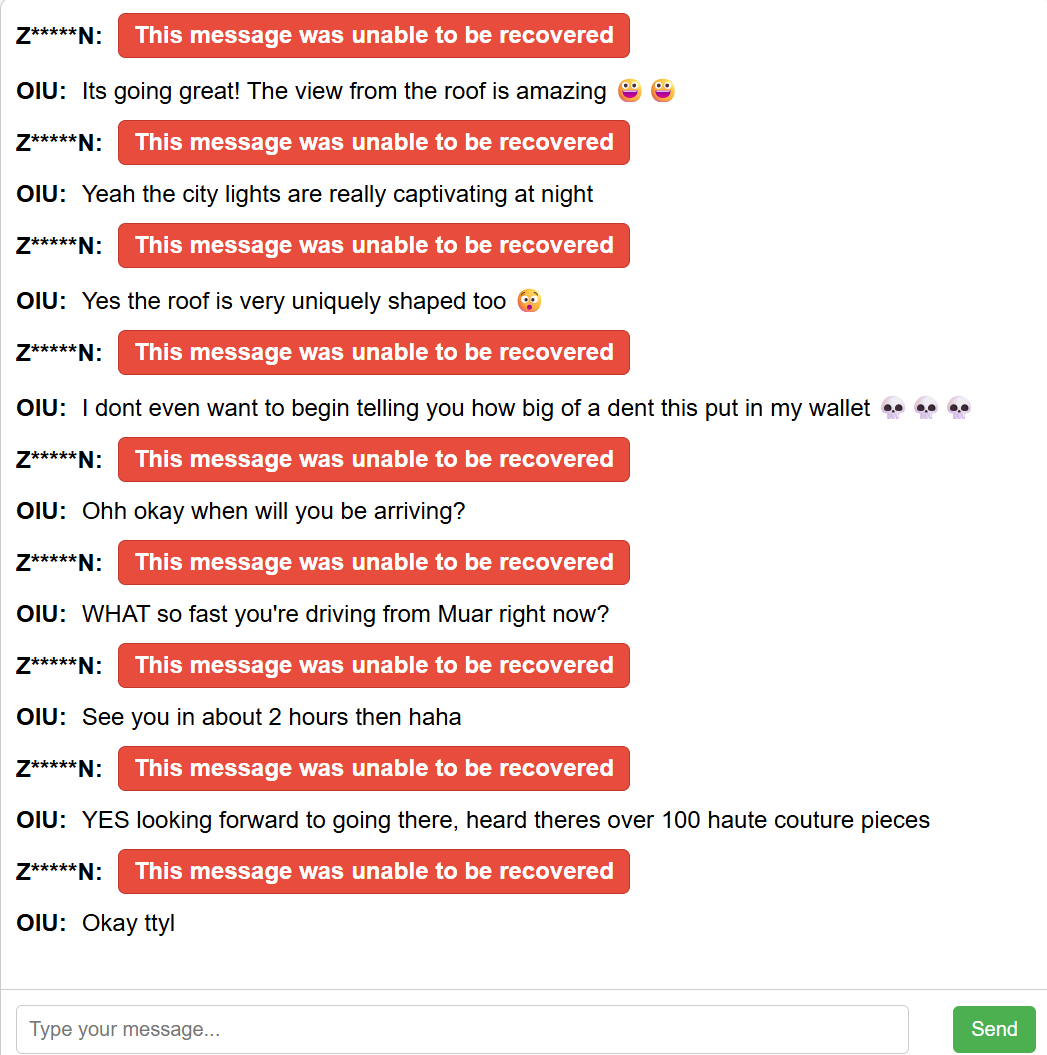 Z*****N: This message was unable to be recovered
OIU: Its going great! The view from the roof is amazing 😀 😀
Z*****N: This message was unable to be recovered
OIU: Yeah the city lights are really captivating at night
Z*****N: This message was unable to be recovered
OIU: Yes the roof is very uniquely shaped too 😲
Z*****N: This message was unable to be recovered
OIU: I dont even want to begin telling you how big of a dent this put in my wallet 💀 💀 💀
Z*****N: This message was unable to be recovered
OIU: Ohh okay when will you be arriving?
Z*****N: This message was unable to be recovered
OIU: WHAT so fast you're driving from Muar right now?
Z*****N: This message was unable to be recovered
OIU: See you in about 2 hours then haha
Z*****N: This message was unable to be recovered
OIU: YES looking forward to going there, heard theres over 100 haute couture pieces
Z*****N: This message was unable to be recovered
OIU: Okay ttyl
Type your message... Send